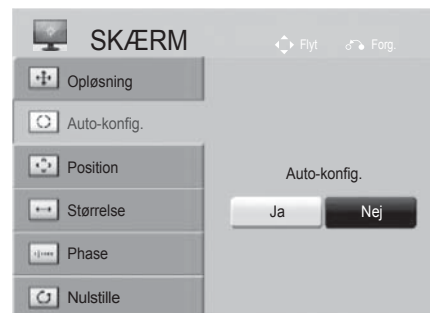 SKÆRM
Flyt Forg.
Opløsning
Auto-konfig.
Position
Størrelse
Phase
Nulstille
Auto-konfig.
Ja Nej